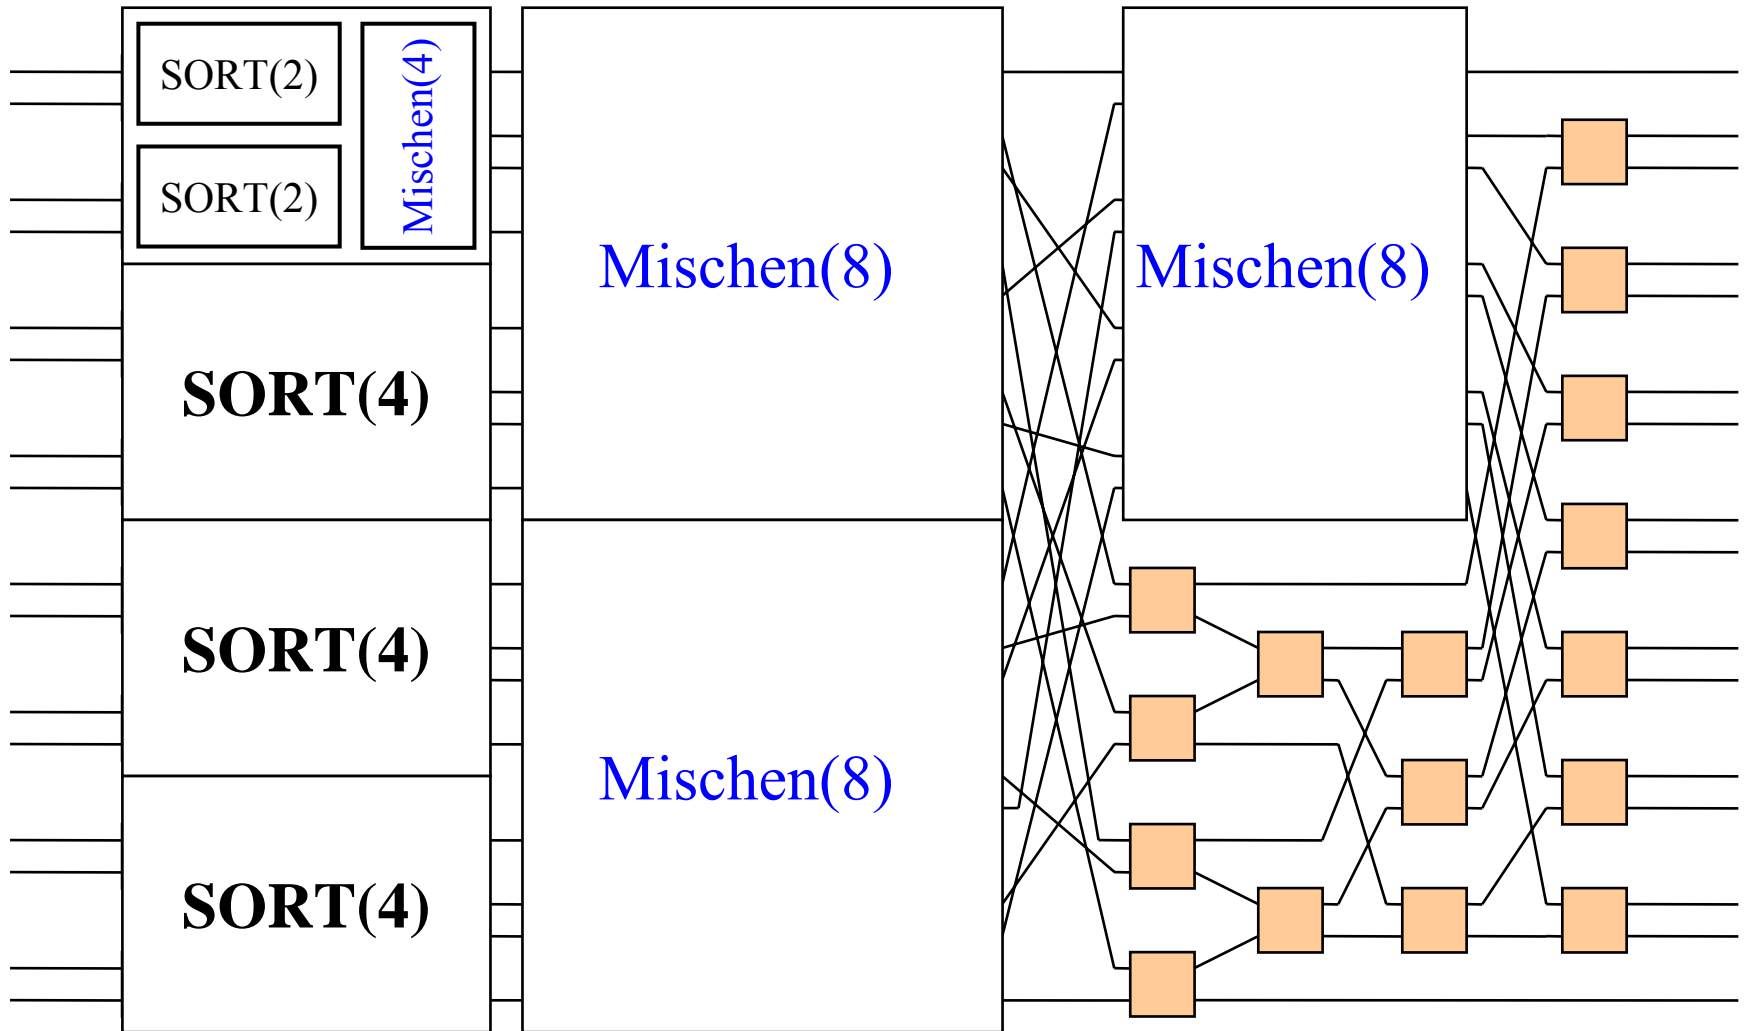 SORT(2)
SORT(2)
Mischen(4)
SORT(4)
SORT(4)
SORT(4)
Mischen(8)
Mischen(8)
Mischen(8)